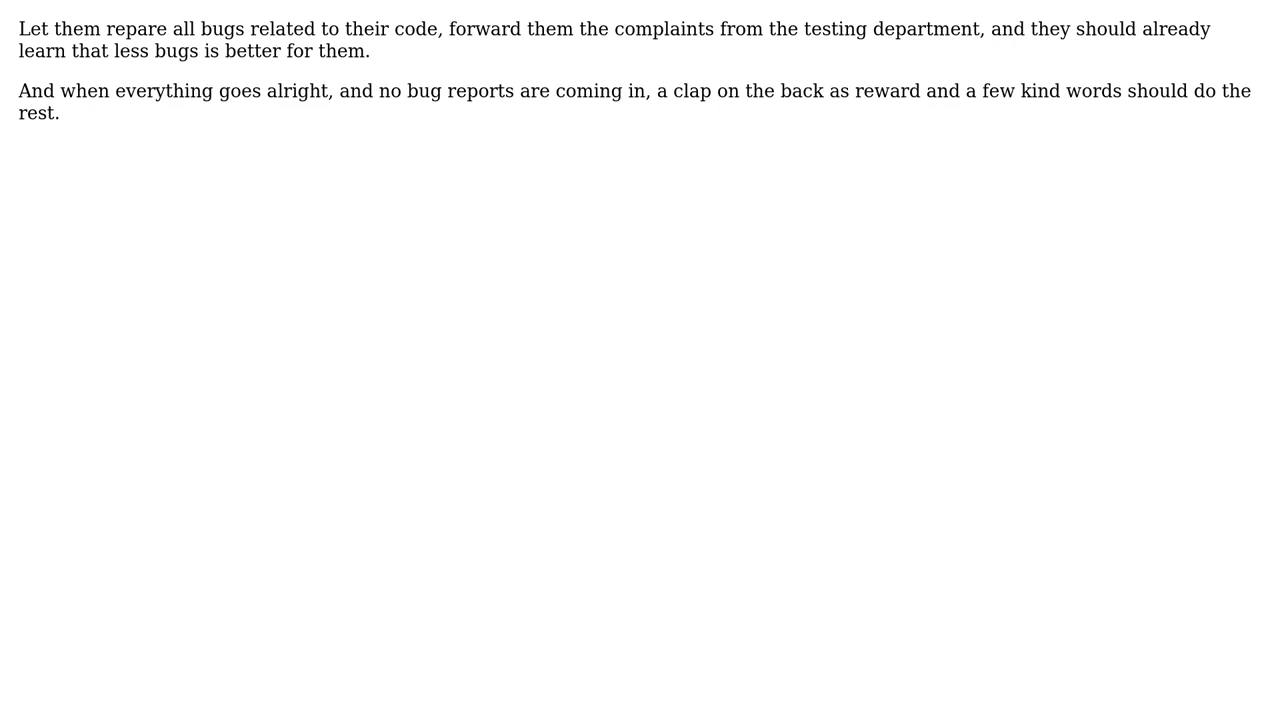 Let them repare all bugs related to their code, forward them the complaints from the testing department, and they should already
learn that less bugs is better for them.
And when everything goes alright, and no bug reports are coming in, a clap on the back as reward and a few kind words should do the
rest.